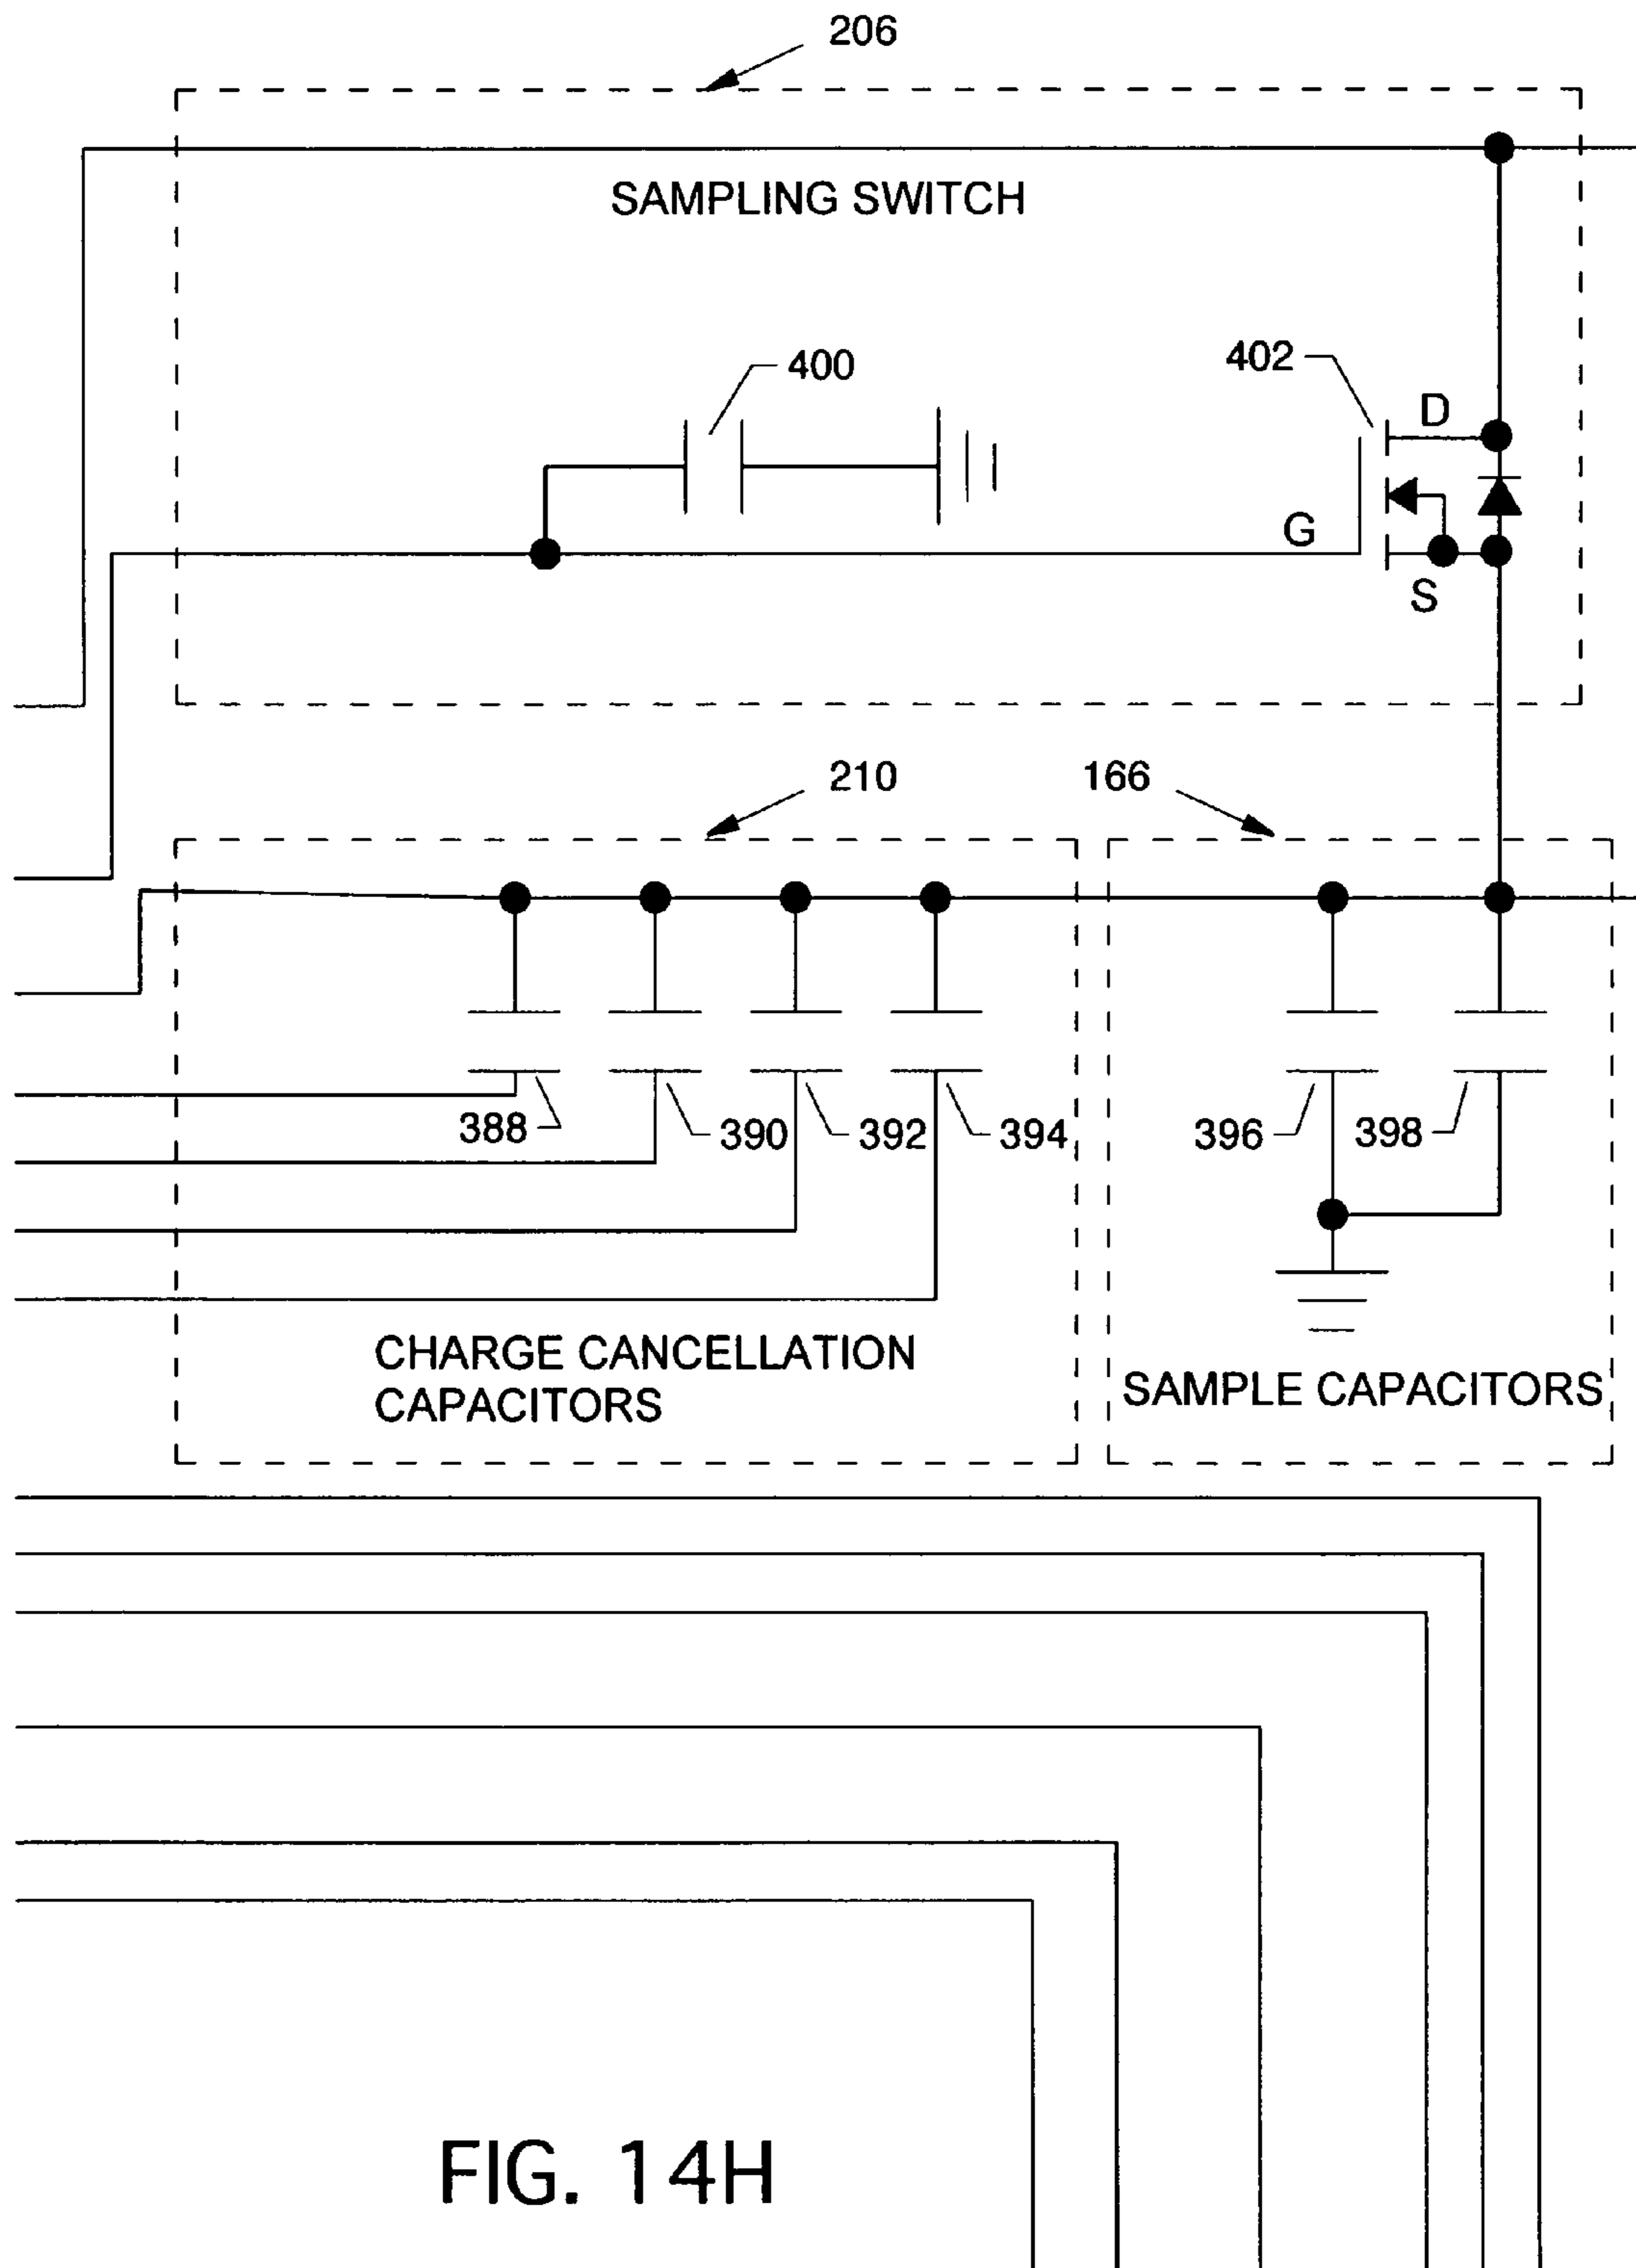 206
SAMPLING SWITCH
400
402
D
G
S
210
166
388
390
392
394
396
398
CHARGE CANCELLATION
CAPACITORS
SAMPLE CAPACITORS
FIG. 14H